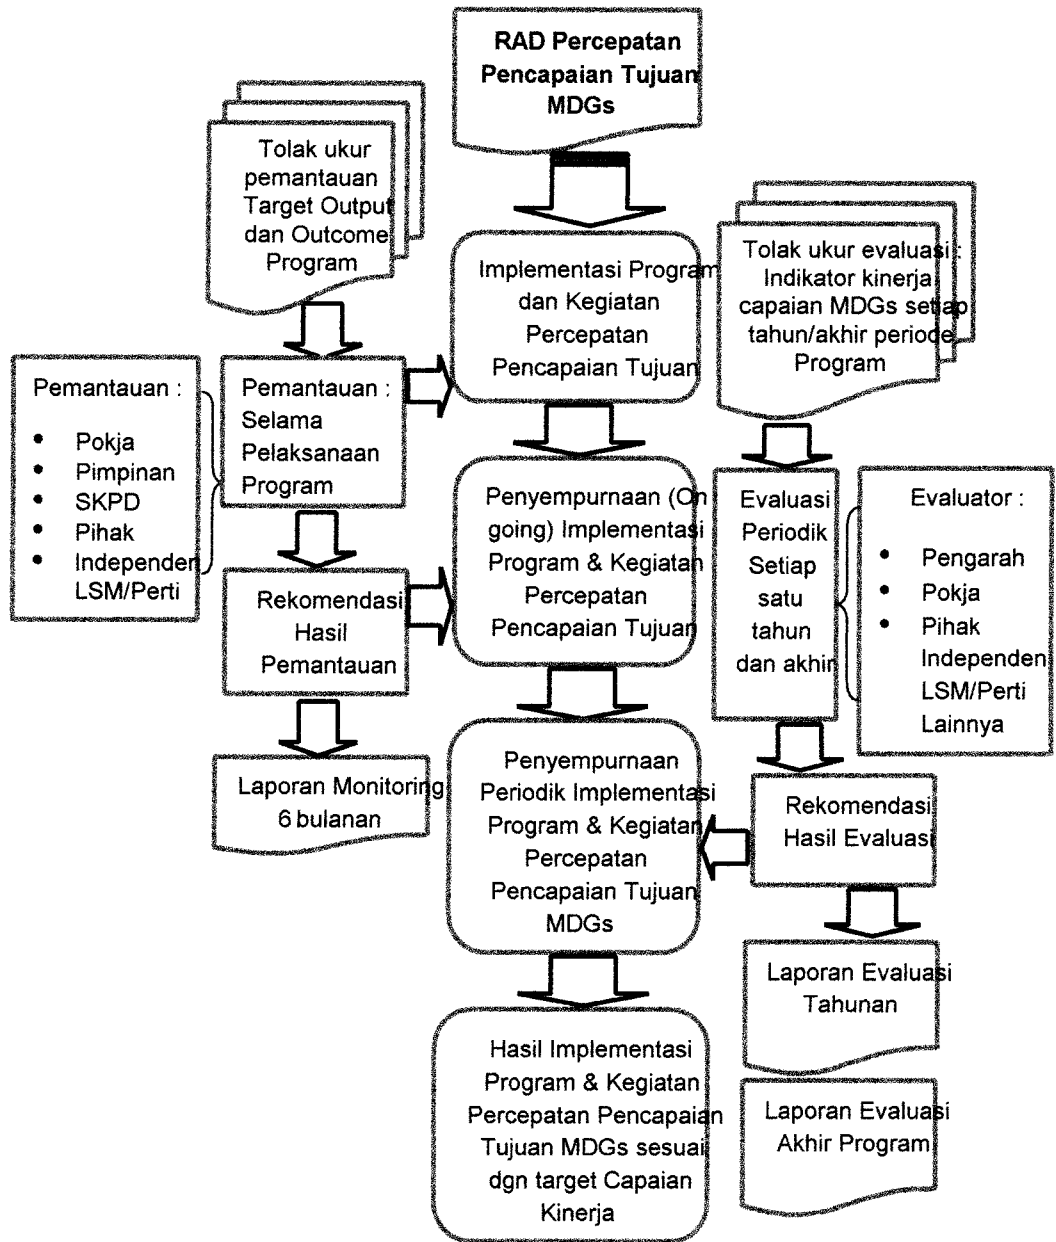 RAD Percepatan
Pencapaian Tujuan
MDGs
Tolak ukur
pemantauan
Target Output
dan Outcome
Program
Implementasi Program
dan Kegiatan
Percepatan
Pencapaian Tujuan
Tolak ukur evaluasi :
Indikator kinerja
capaian MDGs setiap
tahun/akhir periode
Program
Pemantauan :
• Pokja
• Pimpinan
• SKPD
• Pihak
• Independen
LSM/Perti
Pemantauan :
Selama
Pelaksanaan
Program
Penyempurnaan (On
going) Implementasi
Program & Kegiatan
Percepatan
Pencapaian Tujuan
Evaluasi
Periodik
Setiap
satu
tahun
dan akhir
Evaluator :
• Pengarah
• Pokja
• Pihak
Independen
LSM/Perti
Lainnya
Rekomendasi
Hasil
Pemantauan
Laporan Monitoring
6 bulanan
Penyempurnaan
Periodik Implementasi
Program & Kegiatan
Percepatan
Pencapaian Tujuan
MDGs
Rekomendasi
Hasil Evaluasi
Laporan Evaluasi
Tahunan
Hasil Implementasi
Program & Kegiatan
Percepatan Pencapaian
Tujuan MDGs sesuai
dgn target Capaian
Kinerja
Laporan Evaluasi
Akhir Program